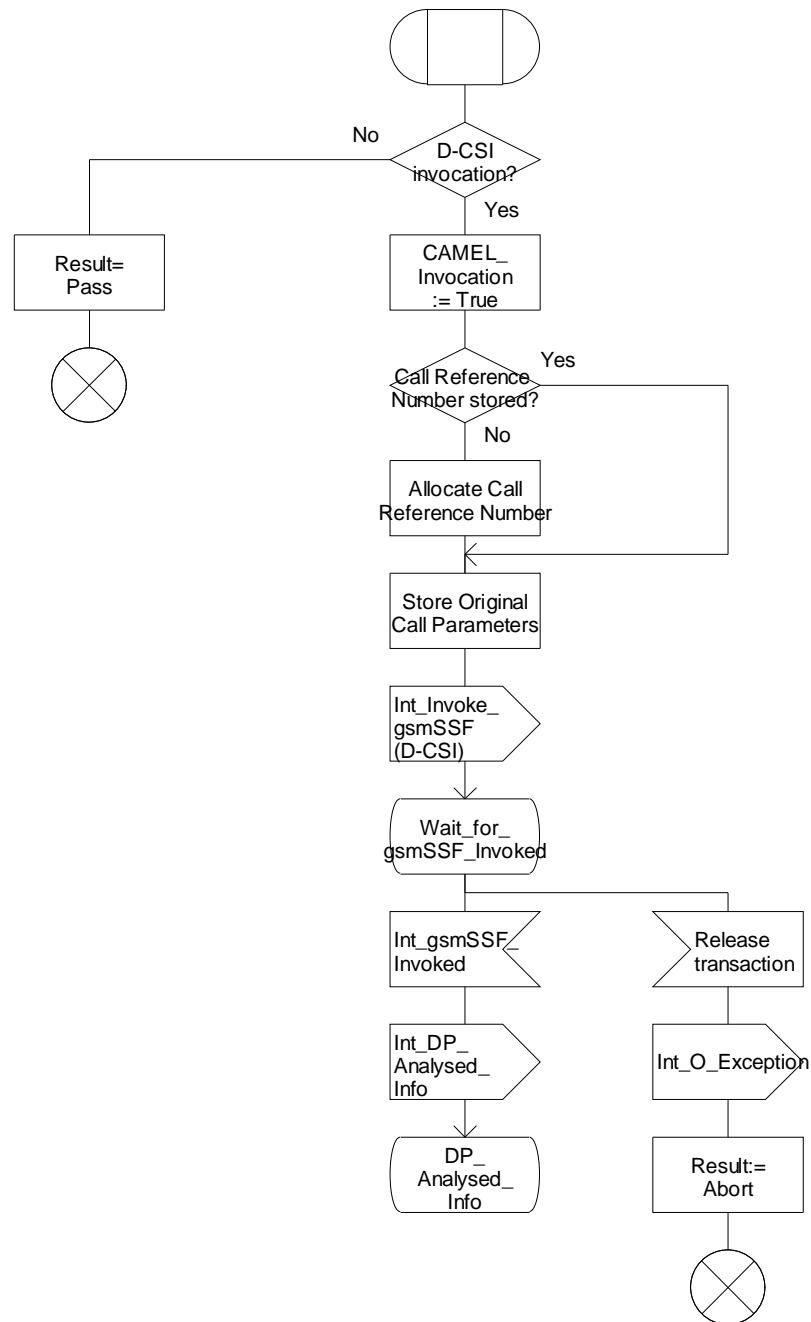 No
D-CSI
invocation?
Yes
Result=
Pass
CAMEL_
Invocation
:= True
Call Reference
Number stored?
Yes
No
Allocate Call
Reference Number
Store Original
Call Parameters
Int_Invoke_
gsmSSF
(D-CSI)
Wait_for_
gsmSSF_Invoked
Int_gsmSSF_
Invoked
Release
transaction
Int_DP_
Analysed_
Info
Int_O_Exception
DP_
Analysed_
Info
Result:=
Abort